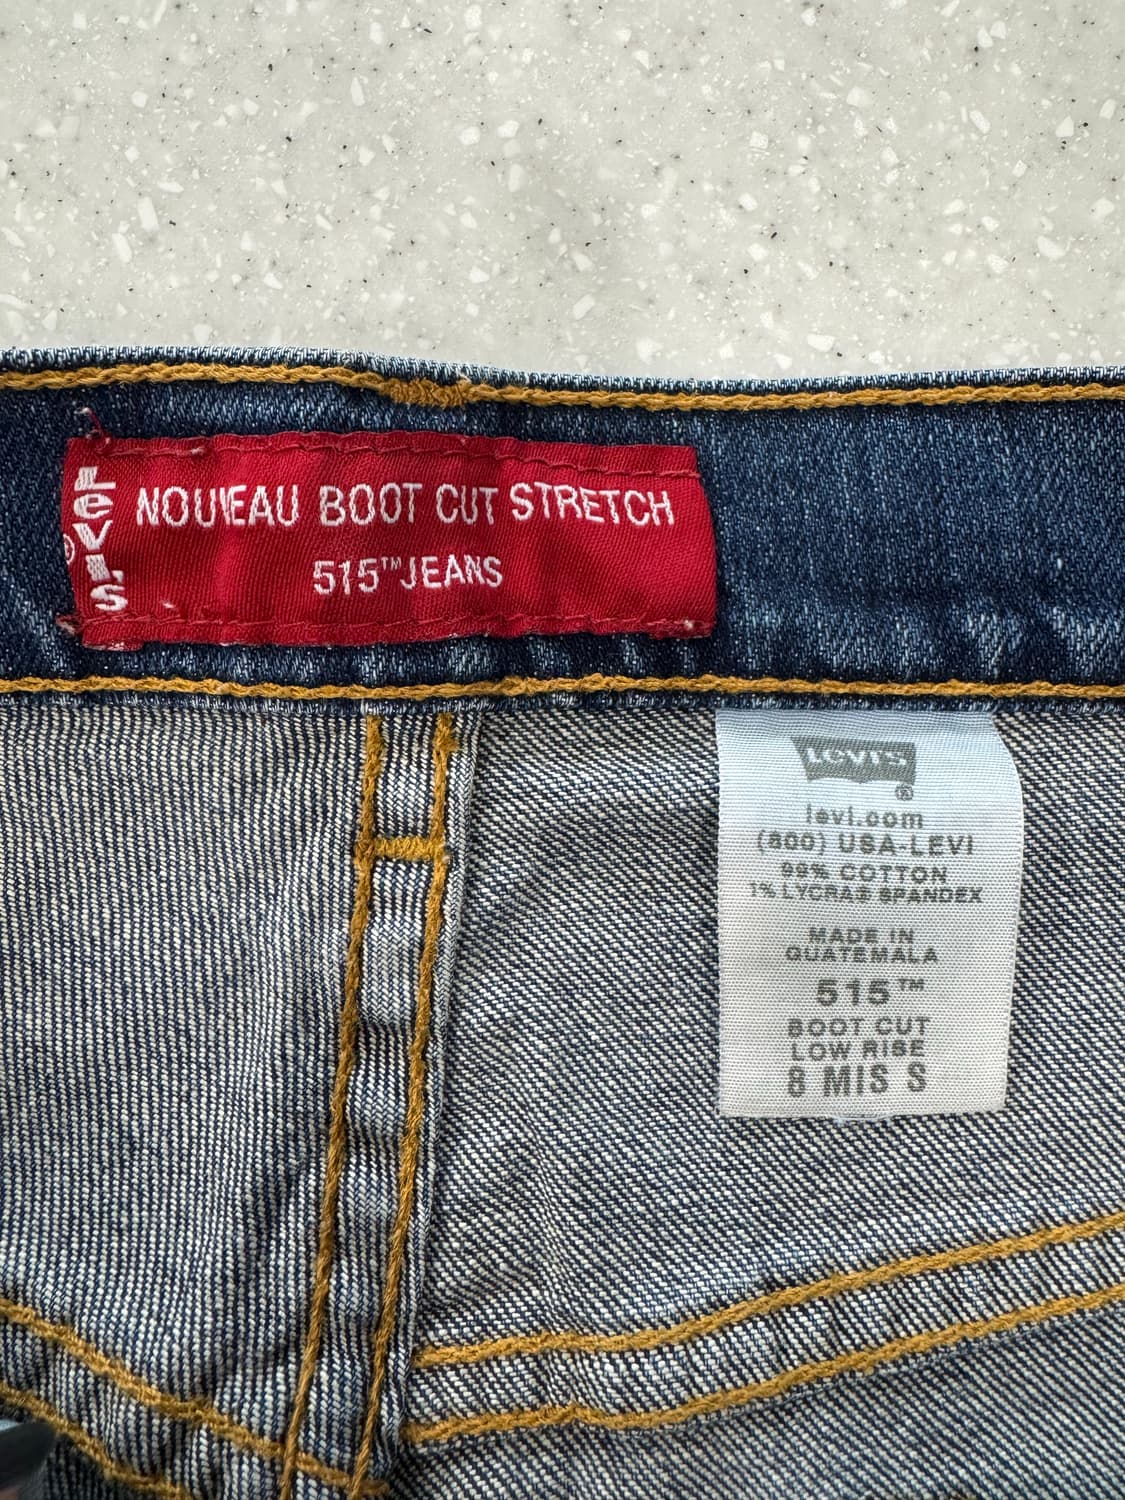 Levi's
®
NOUVEAU BOOT CUT STRETCH
515™ JEANS
Levi's
®
levi.com
(800) USA-LEVI
99% COTTON
1% LYCRA® SPANDEX
MADE IN
GUATEMALA
515™
BOOT CUT
LOW RISE
8 MIS S